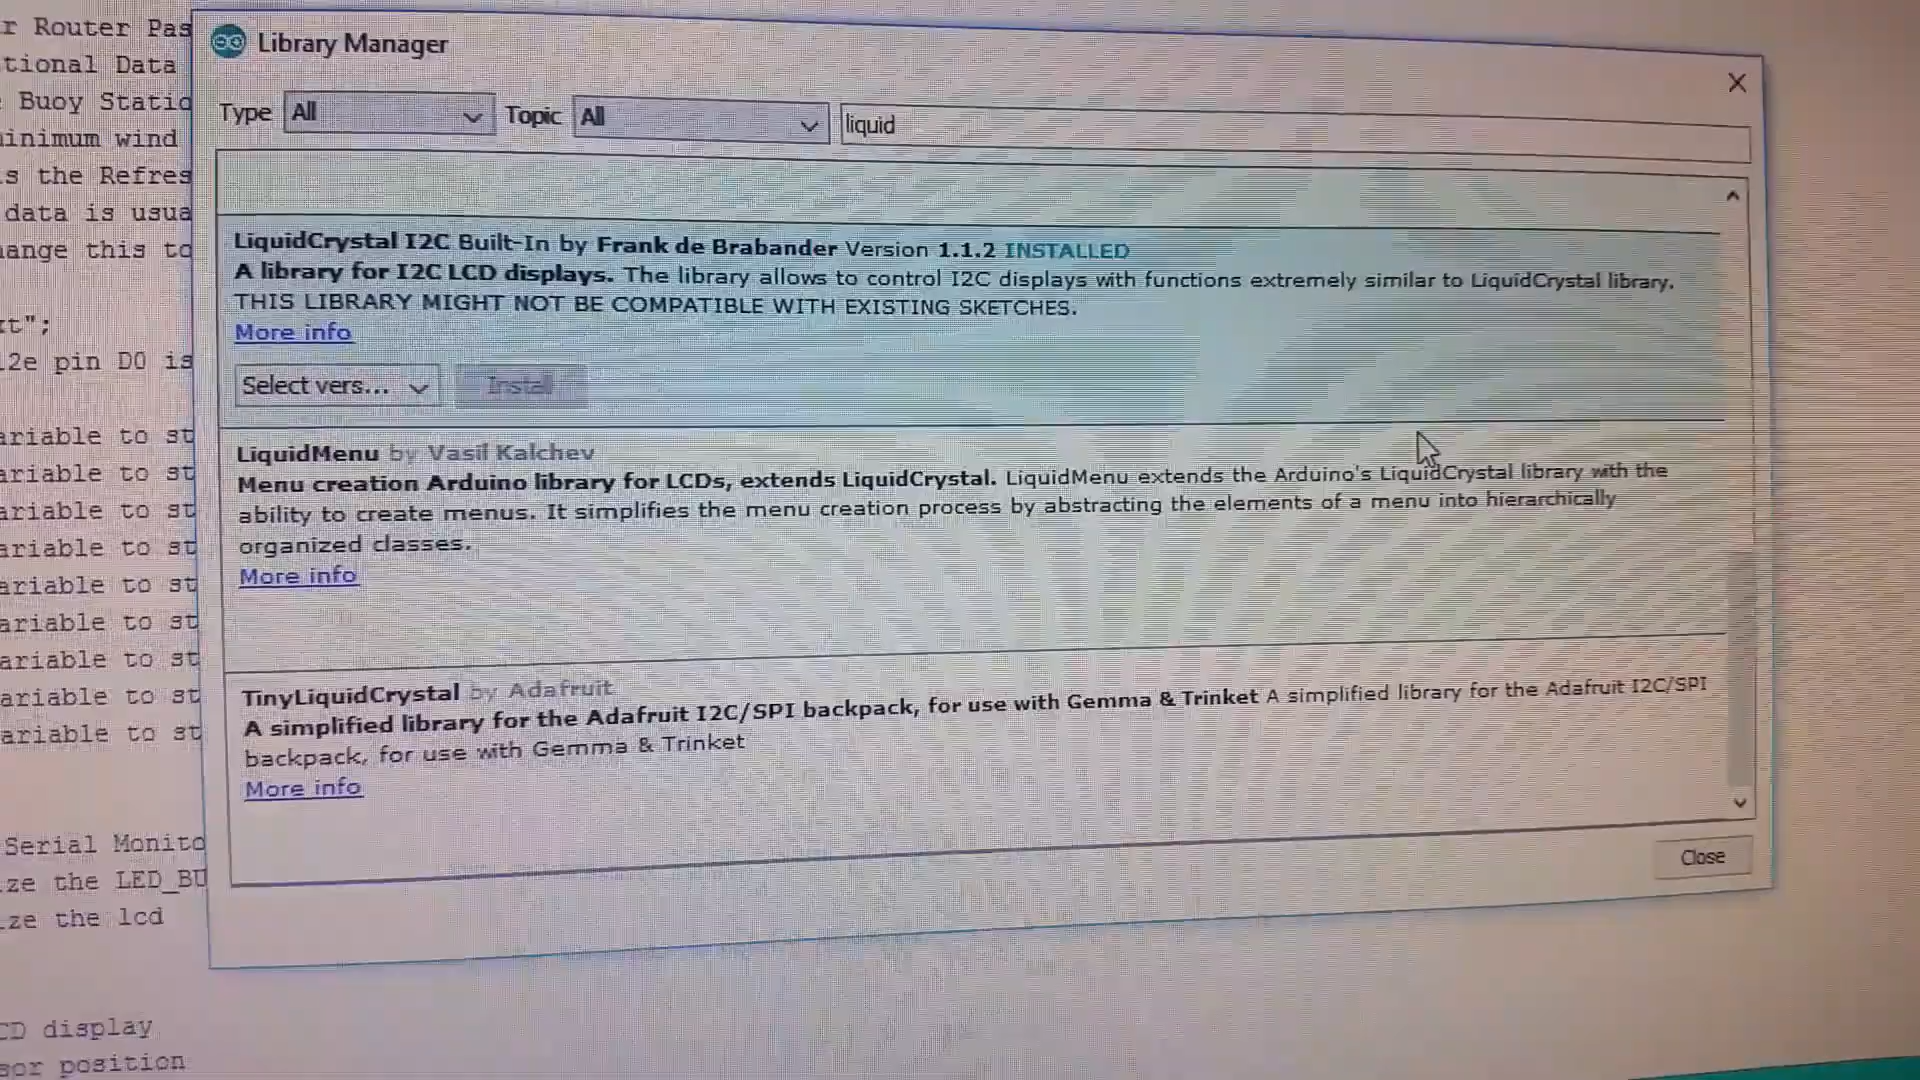 r Router Pas
tional Data
Buoy Static
inimum wind
s the Refres
data is usua
ange this to
xt";
12e pin D0 is
ariable to st
ariable to st
ariable to st
ariable to st
ariable to st
ariable to st
ariable to st
ariable to st
ariable to st
Serial Monito
ze the LED_BU
ze the lcd
CD display
sor position
Library Manager
Type All Topic All liquid
LiquidCrystal I2C Built-In by Frank de Brabander Version 1.1.2 INSTALLED
A library for I2C LCD displays. The library allows to control I2C displays with functions extremely similar to LiquidCrystal library.
THIS LIBRARY MIGHT NOT BE COMPATIBLE WITH EXISTING SKETCHES.
More info
Select vers... Install
LiquidMenu by Vasil Kalchev
Menu creation Arduino library for LCDs, extends LiquidCrystal. LiquidMenu extends the Arduino's LiquidCrystal library with the
ability to create menus. It simplifies the menu creation process by abstracting the elements of a menu into hierarchically
organized classes.
More info
TinyLiquidCrystal by Adafruit
A simplified library for the Adafruit I2C/SPI backpack, for use with Gemma & Trinket A simplified library for the Adafruit I2C/SPI
backpack, for use with Gemma & Trinket
More info
Close